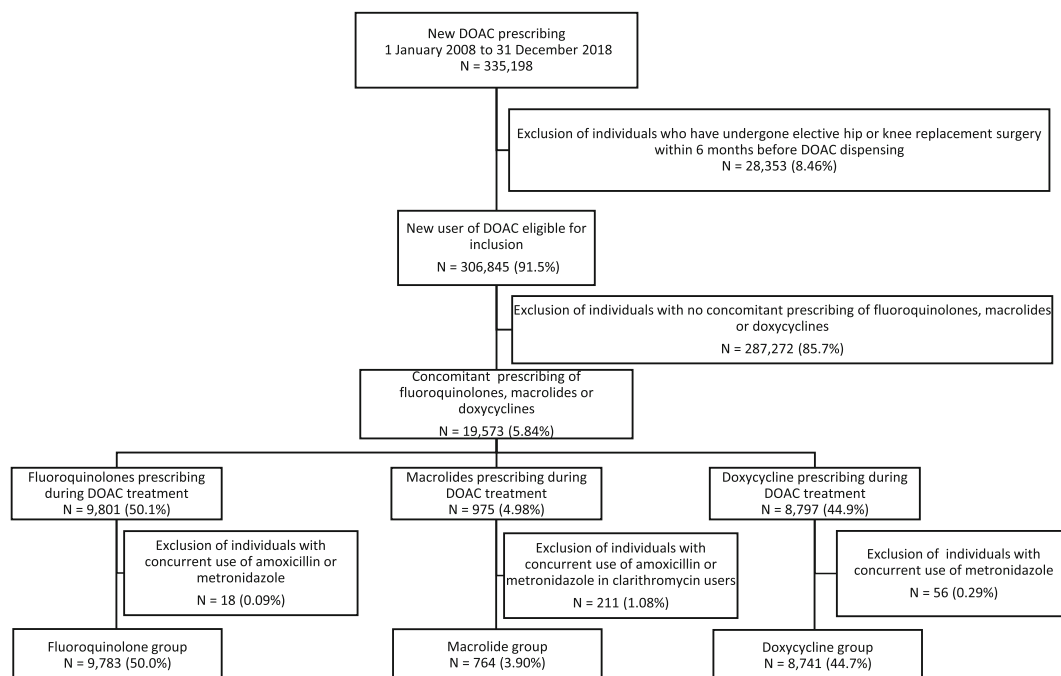 New DOAC prescribing
1 January 2008 to 31 December 2018
N = 335,198
Exclusion of individuals who have undergone elective hip or knee replacement surgery
within 6 months before DOAC dispensing
N = 28,353 (8.46%)
New user of DOAC eligible for
inclusion
N = 306,845 (91.5%)
Exclusion of individuals with no concomitant prescribing of fluoroquinolones, macrolides
or doxycyclines
N = 287,272 (85.7%)
Concomitant prescribing of
fluoroquinolones, macrolides or
doxycyclines
N = 19,573 (5.84%)
Fluoroquinolones prescribing
during DOAC treatment
N = 9,801 (50.1%)
Macrolides prescribing during
DOAC treatment
N = 975 (4.98%)
Doxycycline prescribing during
DOAC treatment
N = 8,797 (44.9%)
Exclusion of individuals with
concurrent use of amoxicillin or
metronidazole
N = 18 (0.09%)
Exclusion of individuals with
concurrent use of amoxicillin or
metronidazole in clarithromycin users
N = 211 (1.08%)
Exclusion of individuals with
concurrent use of metronidazole
N = 56 (0.29%)
Fluoroquinolone group
N = 9,783 (50.0%)
Macrolide group
N = 764 (3.90%)
Doxycycline group
N = 8,741 (44.7%)